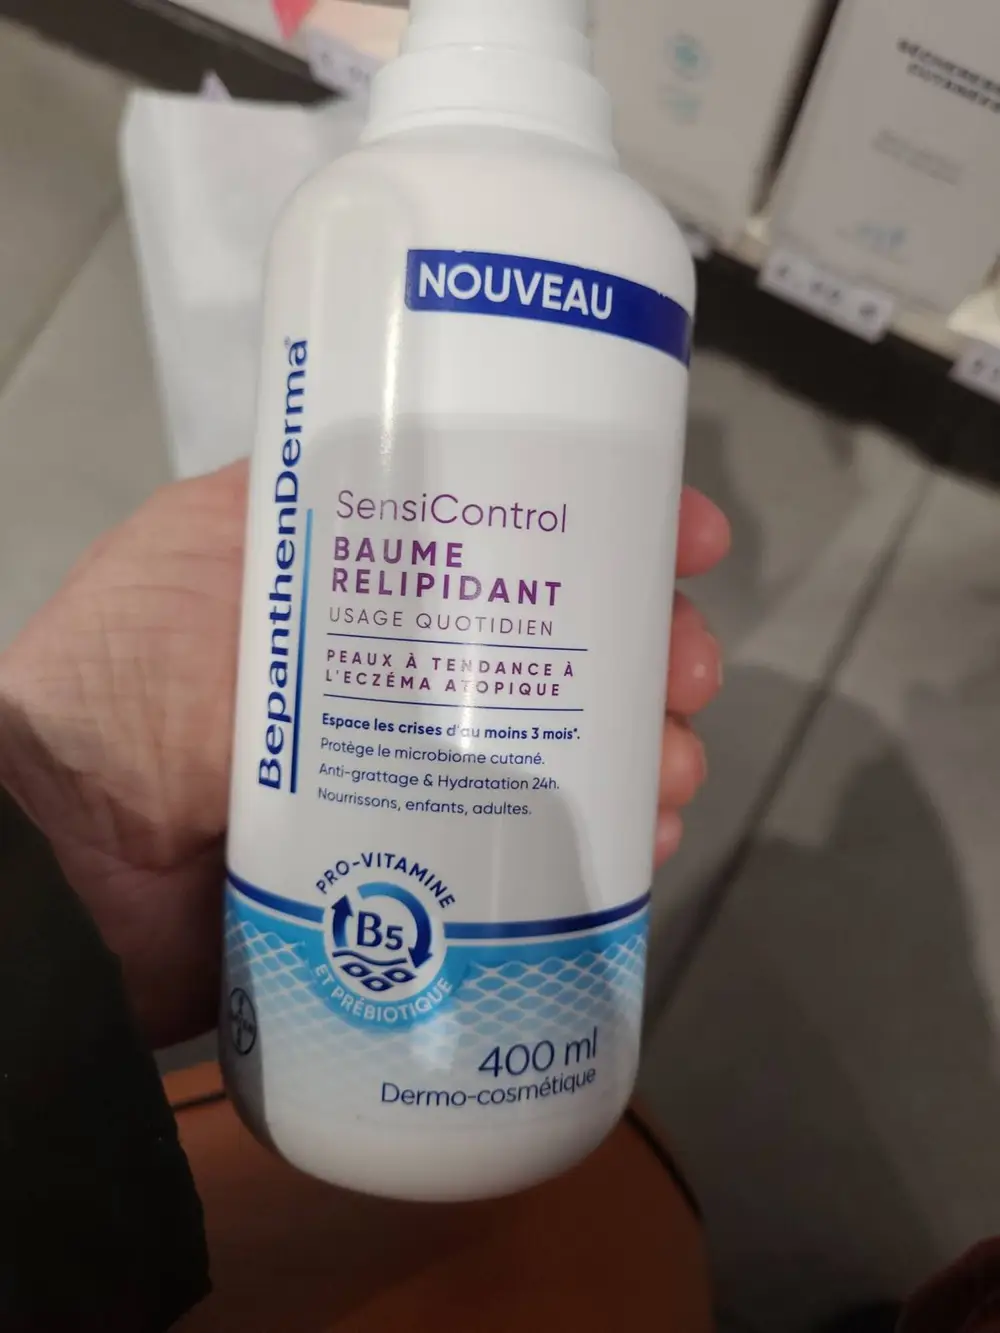 NOUVEAU
BepanthenDerma®
SensiControl
BAUME
RELIPIDANT
USAGE QUOTIDIEN
PEAUX À TENDANCE À
L'ECZÉMA ATOPIQUE
Espace les crises d'au moins 3 mois*.
Protège le microbiome cutané.
Anti-grattage & Hydratation 24h.
Nourrissons, enfants, adultes.
PRO-VITAMINE
B5
ET PRÉBIOTIQUE
400 ml
Dermo-cosmétique